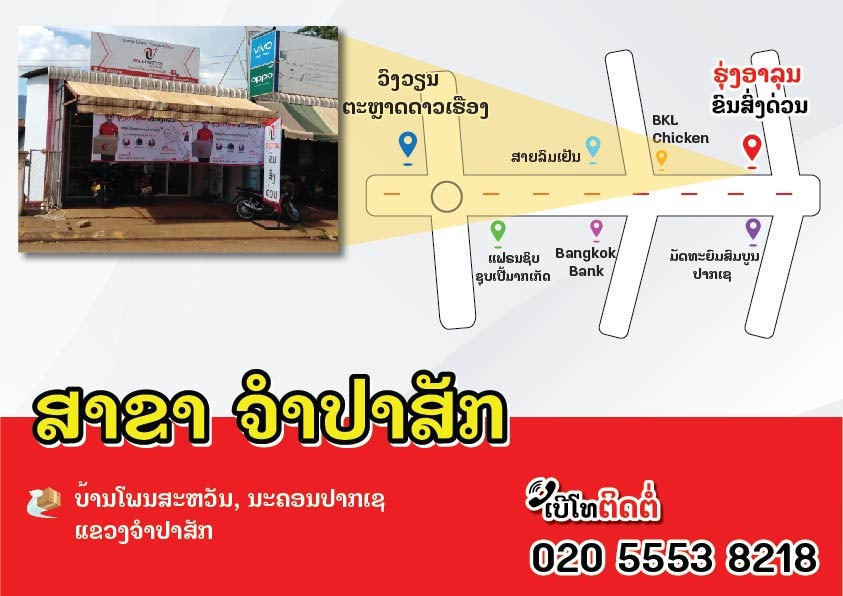 vivo
oppo
ວົງວຽນ
ຕະຫຼາດດາວເຮືອງ
ຮຸ່ງອາລຸນ
ຂົນສົ່ງດ່ວນ
BKL
Chicken
ສາຍລົມເຢັນ
ແຟຣນຊິບ
ຊຸບເປີ້ມາກເກັດ
Bangkok
Bank
ມັດທະຍົມສົມບູນ
ປາກເຊ
ສາຂາ ຈຳປາສັກ
ບ້ານໂພນສະຫວັນ, ນະຄອນປາກເຊ
ແຂວງຈຳປາສັກ
ເບີໂທຕິດຕໍ່
020 5553 8218